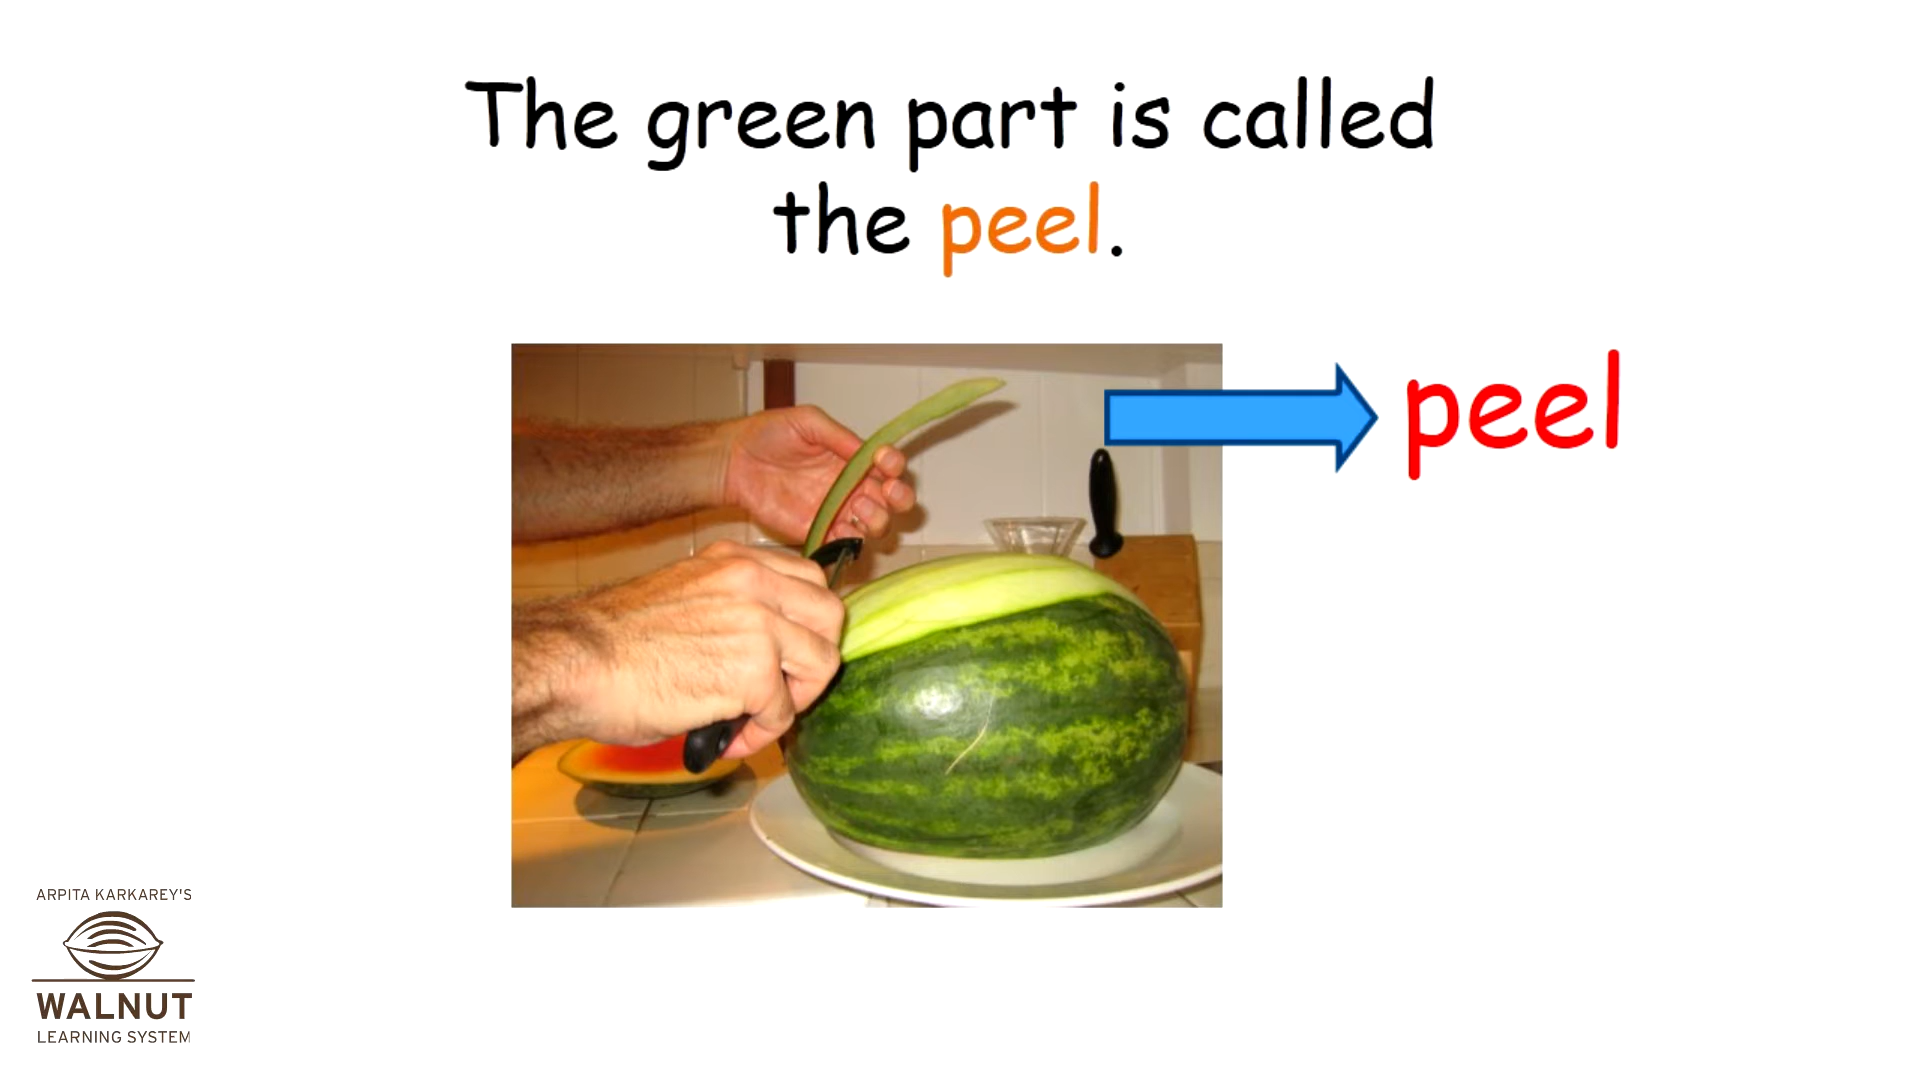 The green part is called
the peel.
peel
ARPITA KARKAREY'S
WALNUT
LEARNING SYSTEM